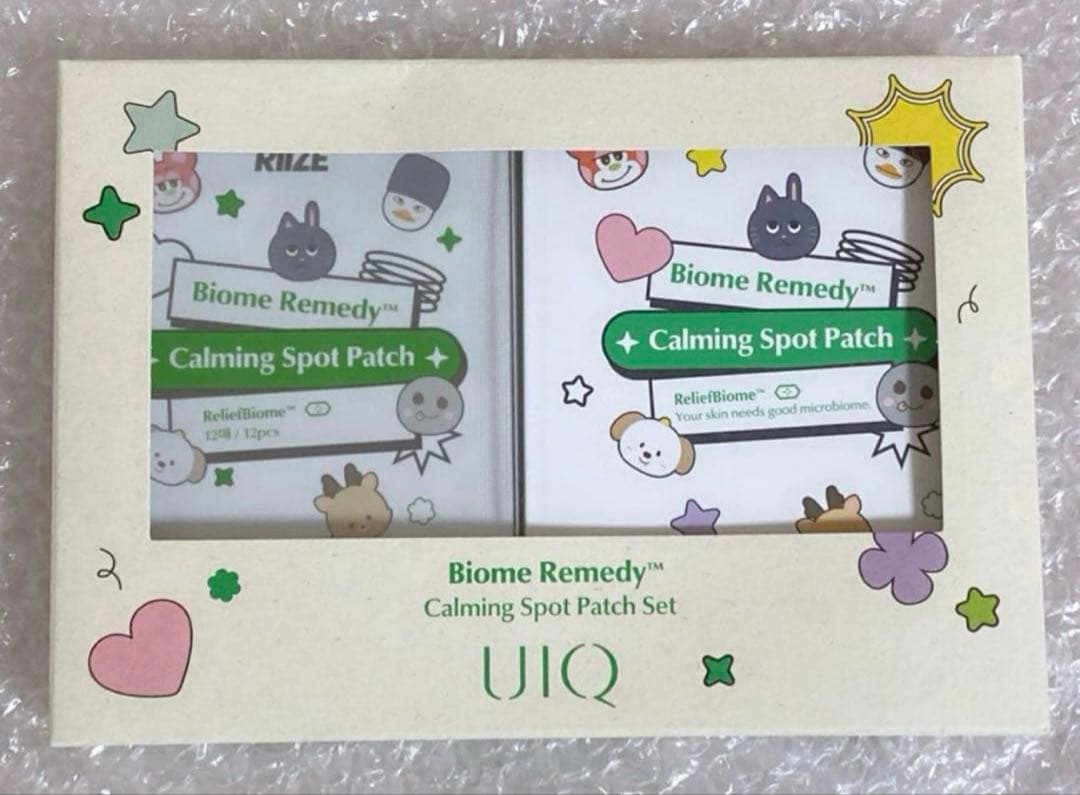 RIIZE
Biome Remedy™
Calming Spot Patch
ReliefBiome™
12매 / 12pcs
Biome Remedy™
Calming Spot Patch
ReliefBiome™
Your skin needs good microbiome.
Biome Remedy™
Calming Spot Patch Set
UIQ